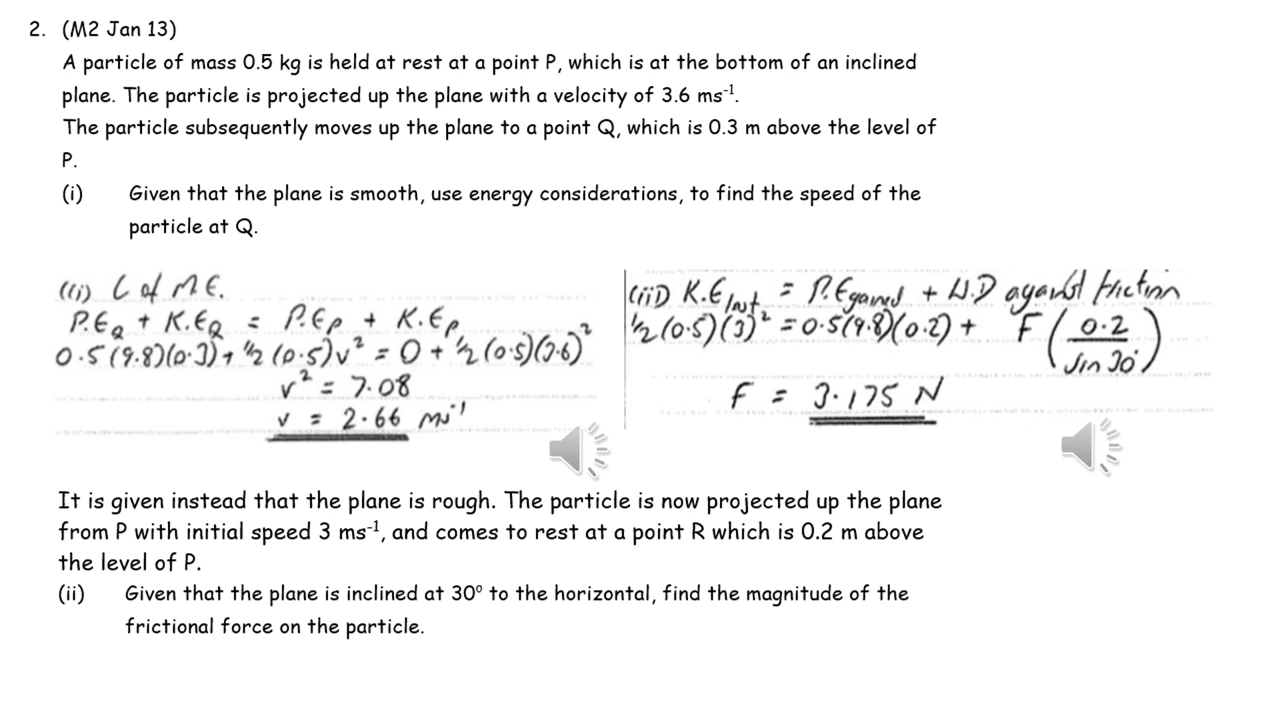 2. (M2 Jan 13)
A particle of mass 0.5 kg is held at rest at a point P, which is at the bottom of an inclined
plane. The particle is projected up the plane with a velocity of 3.6 ms⁻¹.
The particle subsequently moves up the plane to a point Q, which is 0.3 m above the level of
P.
(i) Given that the plane is smooth, use energy considerations, to find the speed of the
particle at Q.
((i) C of M E.
P.E_Q + K.E_Q = P.E_P + K.E_P
0.5(9.8)(0.3) + ½(0.5)v² = 0 + ½(0.5)(3.6)²
v² = 7.08
v = 2.66 ms⁻¹
(ii) K.E lost = P.E gained + W.D against friction
½(0.5)(3)² = 0.5(9.8)(0.2) + F(0.2/sin 30°)
F = 3.175 N
It is given instead that the plane is rough. The particle is now projected up the plane
from P with initial speed 3 ms⁻¹, and comes to rest at a point R which is 0.2 m above
the level of P.
(ii) Given that the plane is inclined at 30º to the horizontal, find the magnitude of the
frictional force on the particle.